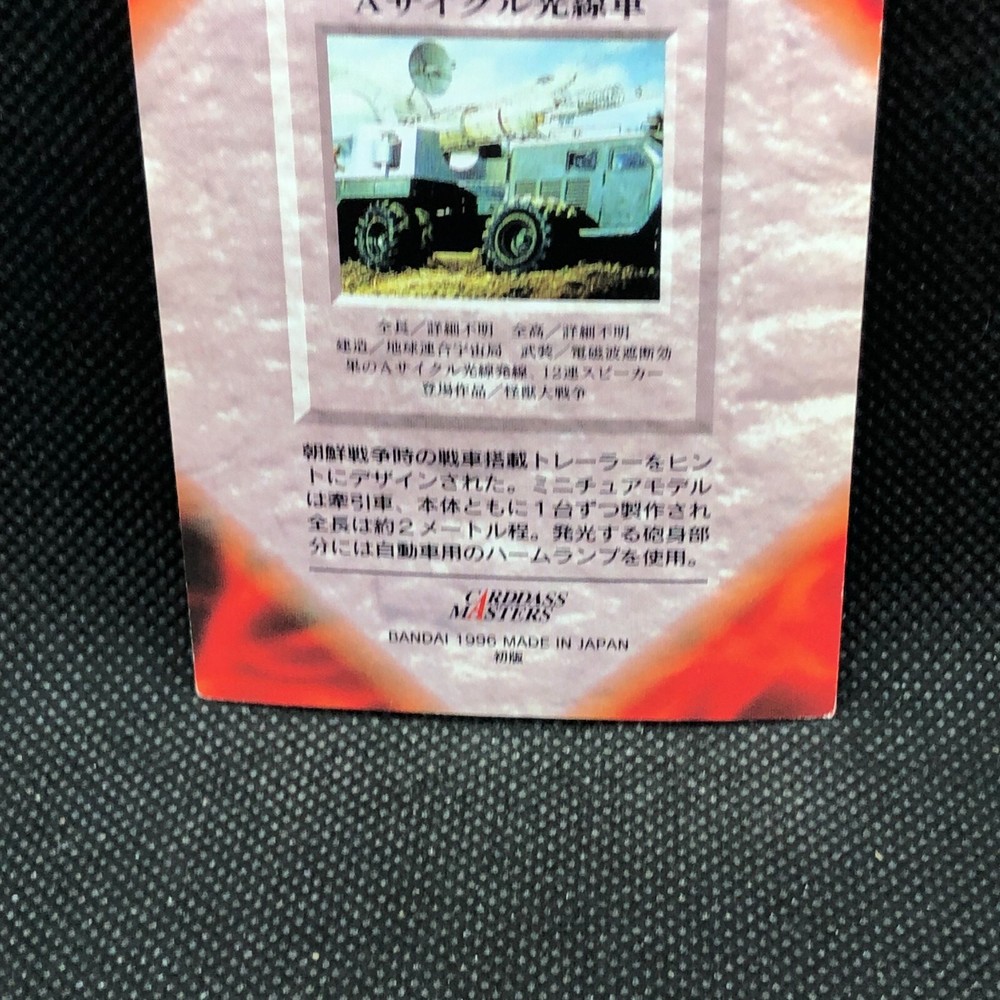 Aサイクル光線車
全長／詳細不明　全高／詳細不明
建造／地球連合宇宙局　武装／電磁波遮断効
果のAサイクル光線発線、12連スピーカー
登場作品／怪獣大戦争
朝鮮戦争時の戦車搭載トレーラーをヒン
トにデザインされた。ミニチュアモデル
は牽引車、本体ともに1台ずつ製作され
全長は約2メートル程。発光する砲身部
分には自動車用のハームランプを使用。
CARDDASS
MASTERS
BANDAI 1996 MADE IN JAPAN
初版